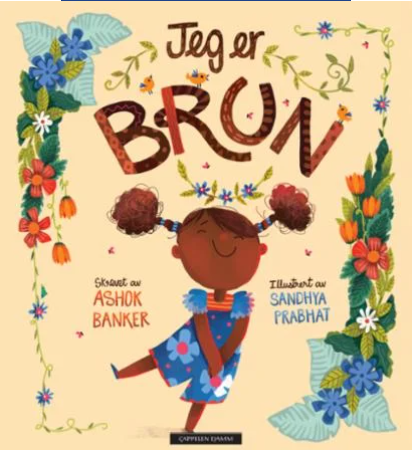 Jeg er
BRUN
Skrevet av
ASHOK
BANKER
Illustrert av
SANDHYA
PRABHAT
CAPPELEN DAMM